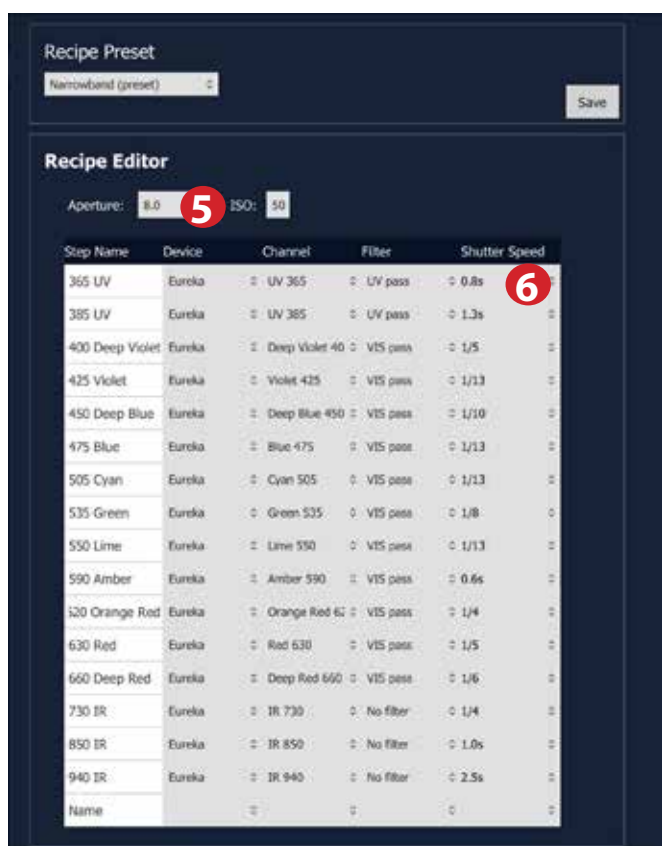 Recipe Preset
Narrowband (preset)
Save
Recipe Editor
Aperture: 8.0 5 ISO: 50
Step Name Device Channel Filter Shutter Speed
365 UV Eureka UV 365 UV pass 0.8s 6
385 UV Eureka UV 385 UV pass 1.3s
400 Deep Violet Eureka Deep Violet 40 VIS pass 1/5
425 Violet Eureka Violet 425 VIS pass 1/13
450 Deep Blue Eureka Deep Blue 450 VIS pass 1/10
475 Blue Eureka Blue 475 VIS pass 1/13
505 Cyan Eureka Cyan 505 VIS pass 1/13
535 Green Eureka Green 535 VIS pass 1/8
550 Lime Eureka Lime 550 VIS pass 1/13
590 Amber Eureka Amber 590 VIS pass 0.6s
520 Orange Red Eureka Orange Red 62 VIS pass 1/4
630 Red Eureka Red 630 VIS pass 1/5
660 Deep Red Eureka Deep Red 660 VIS pass 1/6
730 IR Eureka IR 730 No filter 1/4
850 IR Eureka IR 850 No filter 1.0s
940 IR Eureka IR 940 No filter 2.5s
Name